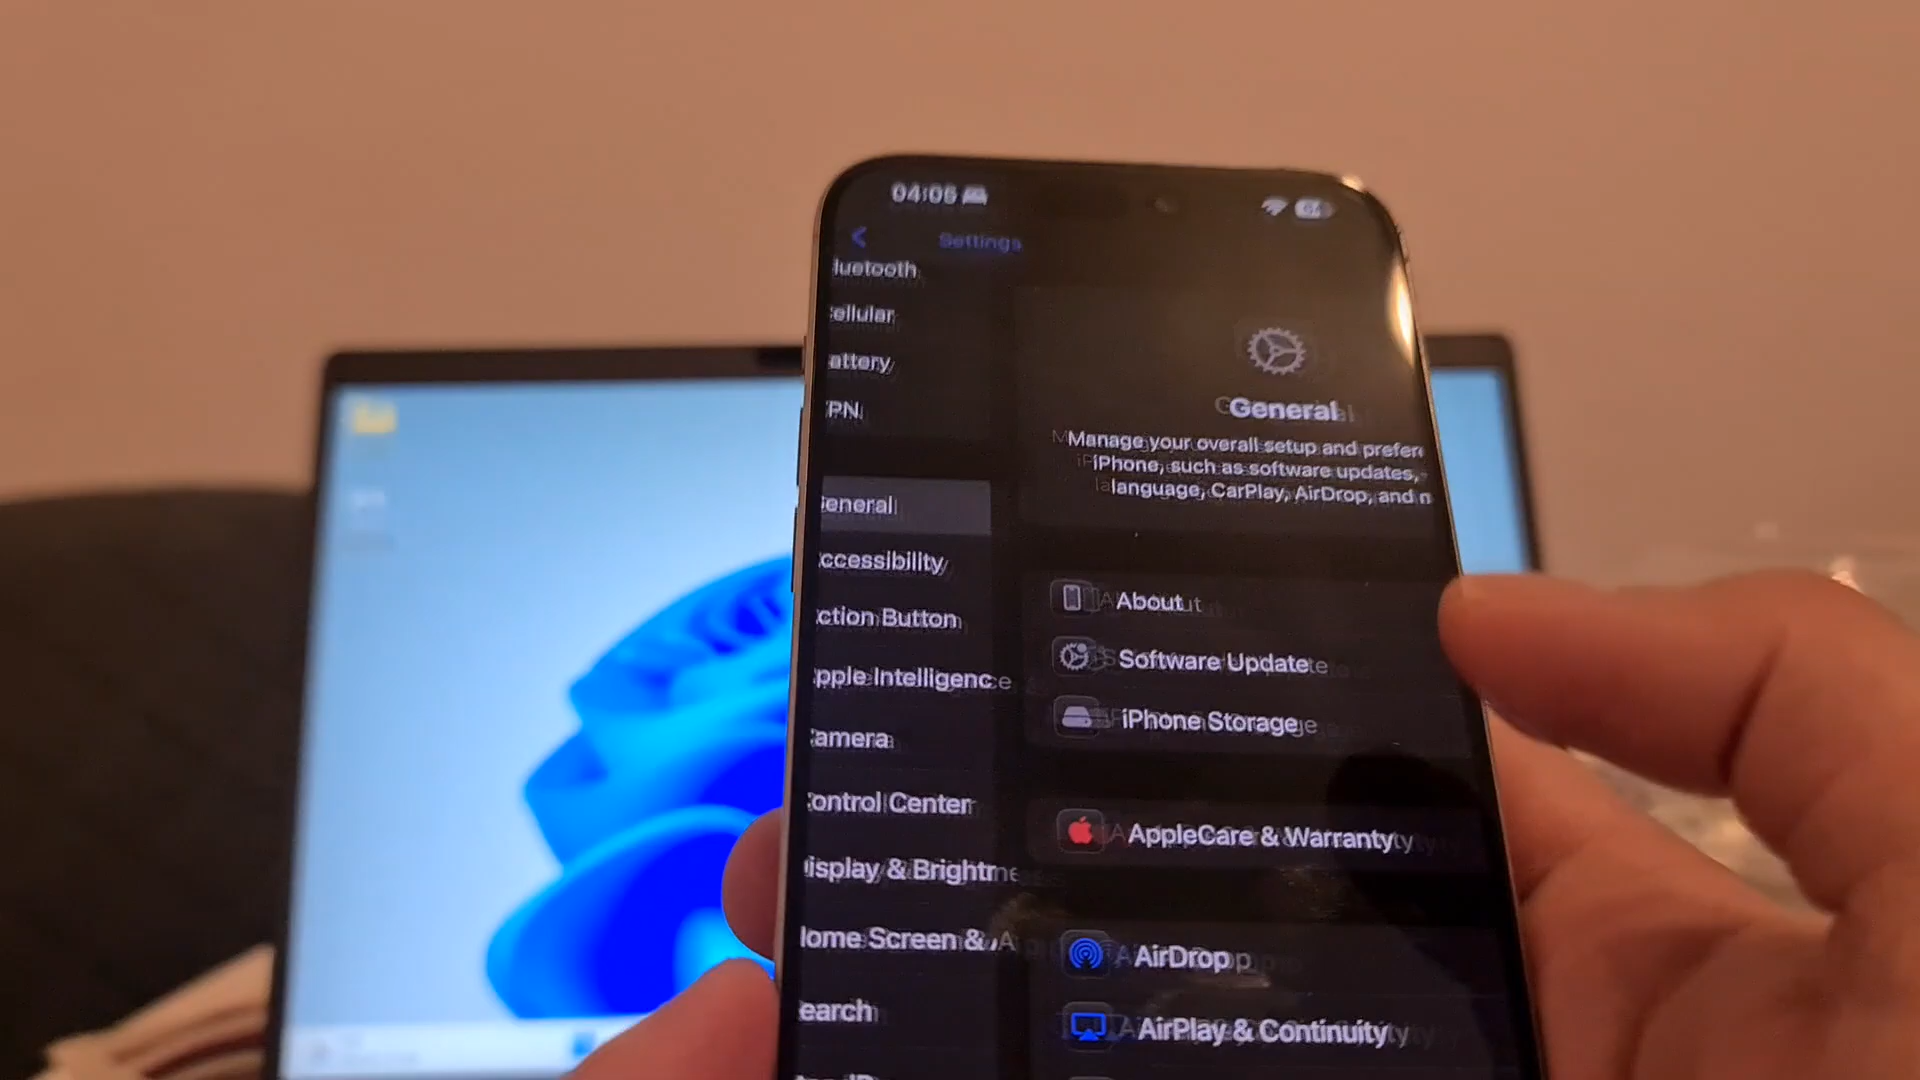 04:05
Settings
luetooth
ellular
attery
PN
eneral
ccessibility
ction Button
pple Intelligence
amera
ontrol Center
isplay & Brightne
ome Screen & A
earch
General
Manage your overall setup and prefere
iPhone, such as software updates,
language, CarPlay, AirDrop, and m
About
Software Update
iPhone Storage
AppleCare & Warranty
AirDrop
AirPlay & Continuity